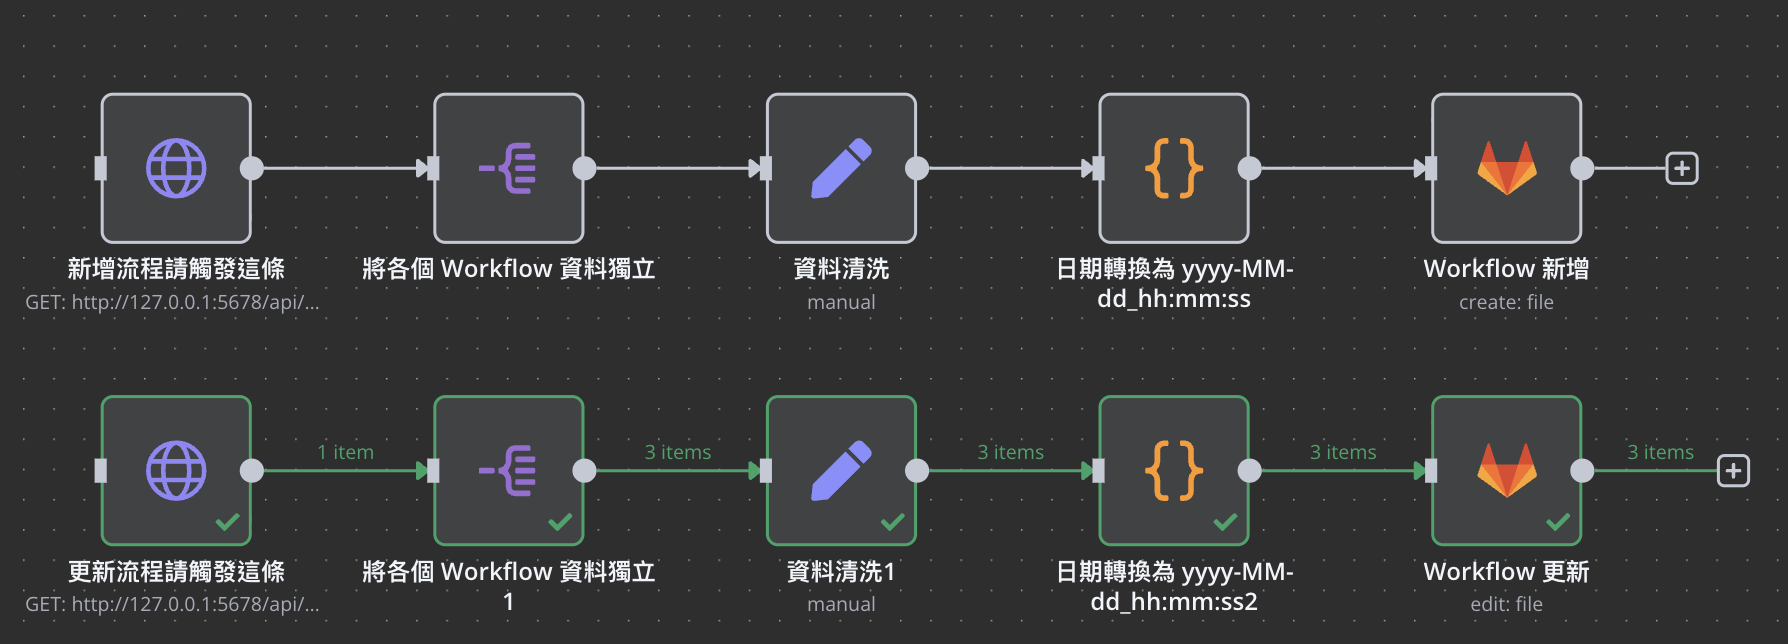 新增流程請觸發這條
GET: http://127.0.0.1:5678/api/...
將各個 Workflow 資料獨立
資料清洗
manual
日期轉換為 yyyy-MM-
dd_hh:mm:ss
Workflow 新增
create: file
1 item
3 items
3 items
3 items
3 items
更新流程請觸發這條
GET: http://127.0.0.1:5678/api/...
將各個 Workflow 資料獨立
1
資料清洗1
manual
日期轉換為 yyyy-MM-
dd_hh:mm:ss2
Workflow 更新
edit: file